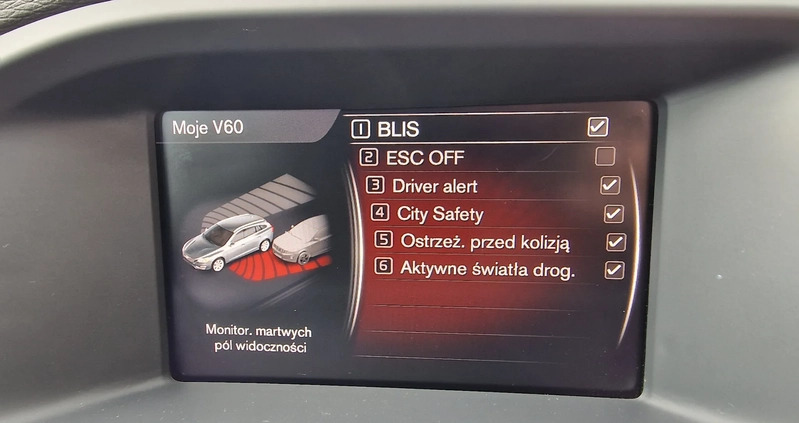 Moje V60
1 BLIS
2 ESC OFF
3 Driver alert
4 City Safety
5 Ostrzeż. przed kolizją
6 Aktywne światła drog.
Monitor. martwych
pól widoczności